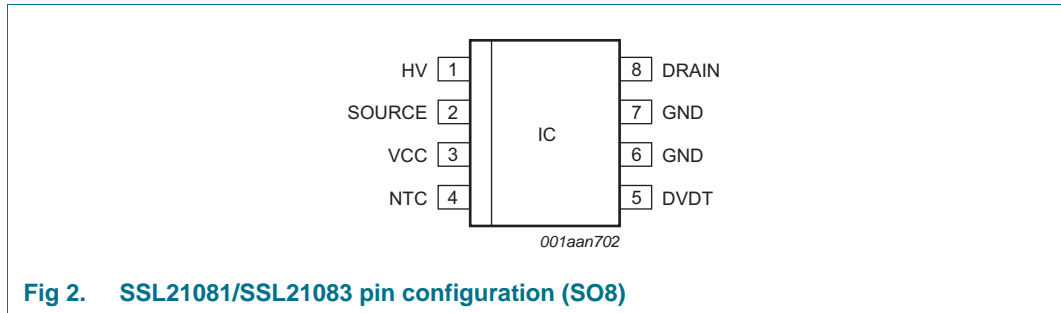 HV 1 8 DRAIN
SOURCE 2 7 GND
IC
VCC 3 6 GND
NTC 4 5 DVDT
001aan702
Fig 2. SSL21081/SSL21083 pin configuration (SO8)